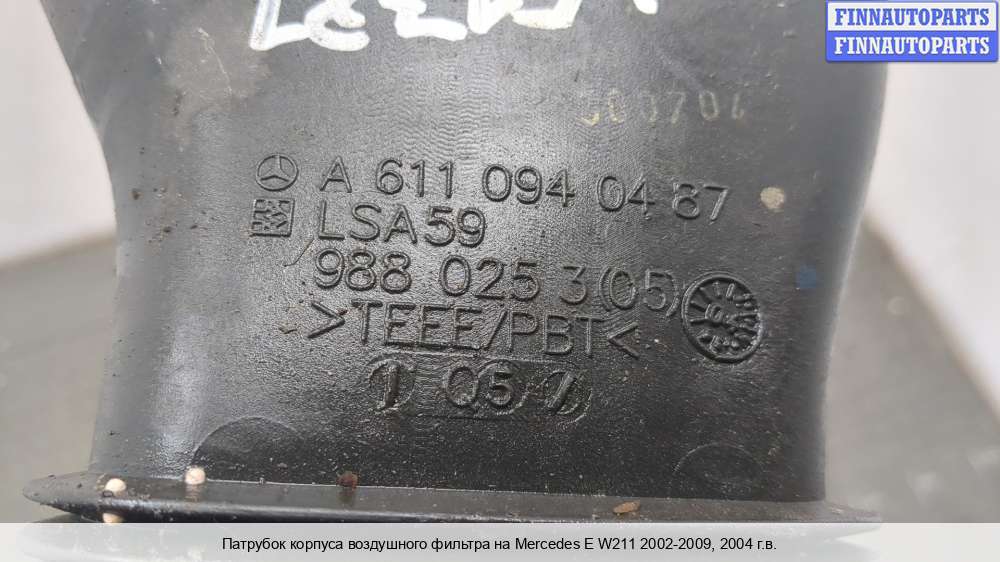 FINNAUTOPARTS
FINNAUTOPARTS
A 611 094 04 87
LSA59
988 025 3(05)
>TEEE/PBT<
05
Патрубок корпуса воздушного фильтра на Mercedes E W211 2002-2009, 2004 г.в.